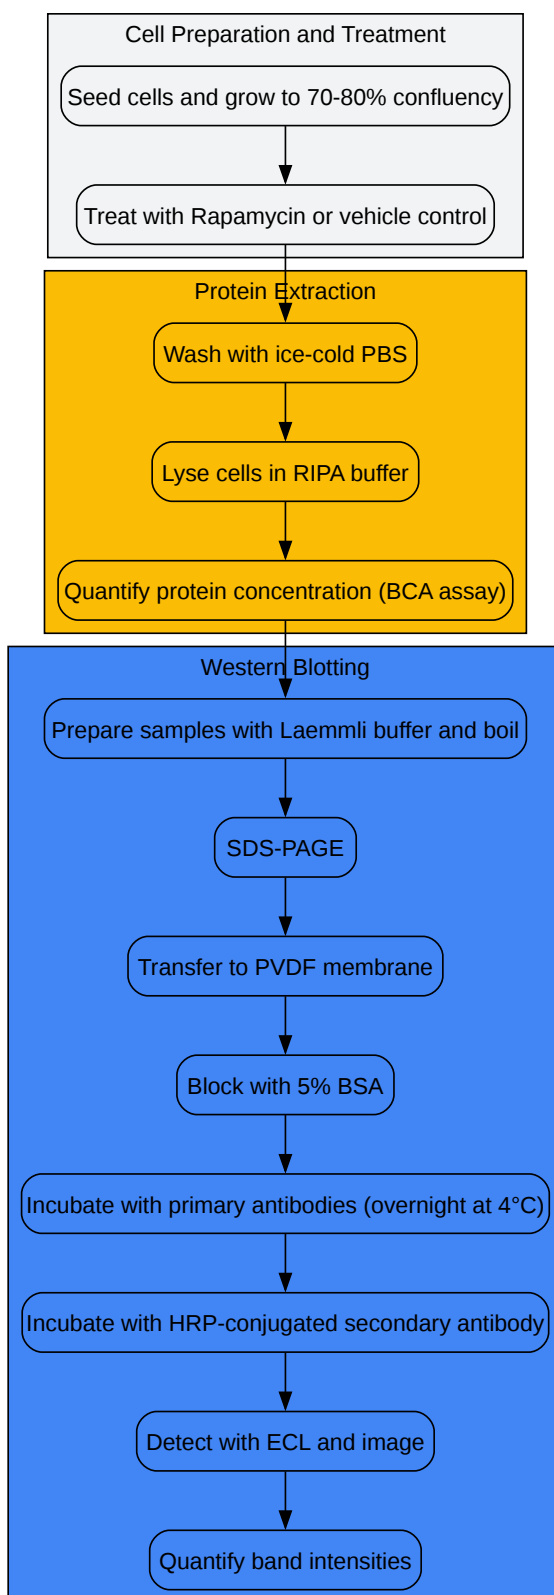 Cell Preparation and Treatment
Seed cells and grow to 70-80% confluency
Treat with Rapamycin or vehicle control
Protein Extraction
Wash with ice-cold PBS
Lyse cells in RIPA buffer
Quantify protein concentration (BCA assay)
Western Blotting
Prepare samples with Laemmli buffer and boil
SDS-PAGE
Transfer to PVDF membrane
Block with 5% BSA
Incubate with primary antibodies (overnight at 4°C)
Incubate with HRP-conjugated secondary antibody
Detect with ECL and image
Quantify band intensities